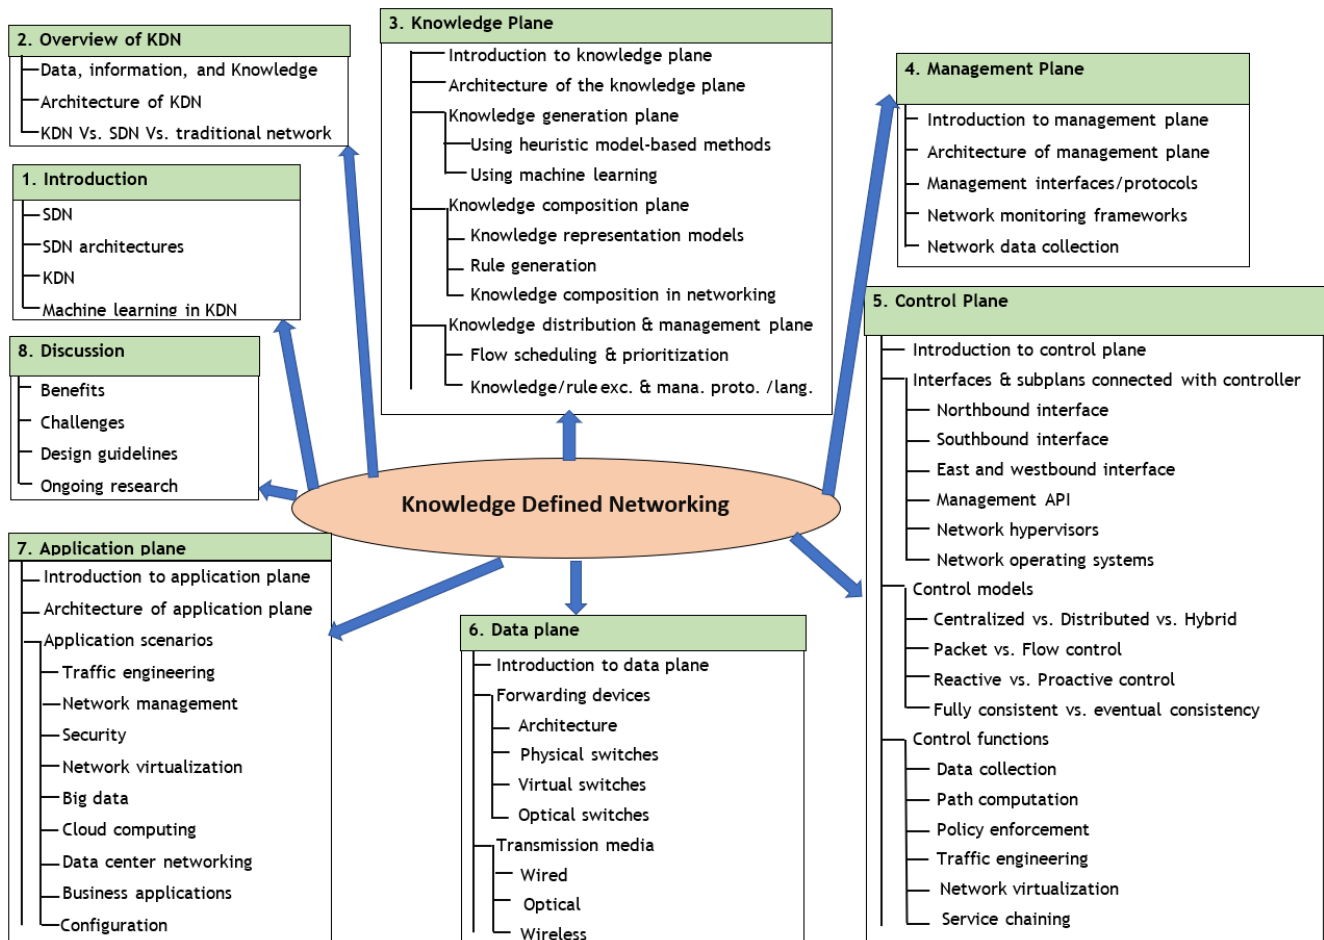 2. Overview of KDN
Data, information, and Knowledge
Architecture of KDN
KDN Vs. SDN Vs. traditional network
1. Introduction
SDN
SDN architectures
KDN
Machine learning in KDN
8. Discussion
Benefits
Challenges
Design guidelines
Ongoing research
3. Knowledge Plane
Introduction to knowledge plane
Architecture of the knowledge plane
Knowledge generation plane
Using heuristic model-based methods
Using machine learning
Knowledge composition plane
Knowledge representation models
Rule generation
Knowledge composition in networking
Knowledge distribution & management plane
Flow scheduling & prioritization
Knowledge/rule exc. & mana. proto. /lang.
4. Management Plane
Introduction to management plane
Architecture of management plane
Management interfaces/protocols
Network monitoring frameworks
Network data collection
Knowledge Defined Networking
5. Control Plane
Introduction to control plane
Interfaces & subplans connected with controller
Northbound interface
Southbound interface
East and westbound interface
Management API
Network hypervisors
Network operating systems
Control models
Centralized vs. Distributed vs. Hybrid
Packet vs. Flow control
Reactive vs. Proactive control
Fully consistent vs. eventual consistency
Control functions
Data collection
Path computation
Policy enforcement
Traffic engineering
Network virtualization
Service chaining
7. Application plane
Introduction to application plane
Architecture of application plane
Application scenarios
Traffic engineering
Network management
Security
Network virtualization
Big data
Cloud computing
Data center networking
Business applications
Configuration
6. Data plane
Introduction to data plane
Forwarding devices
Architecture
Physical switches
Virtual switches
Optical switches
Transmission media
Wired
Optical
Wireless